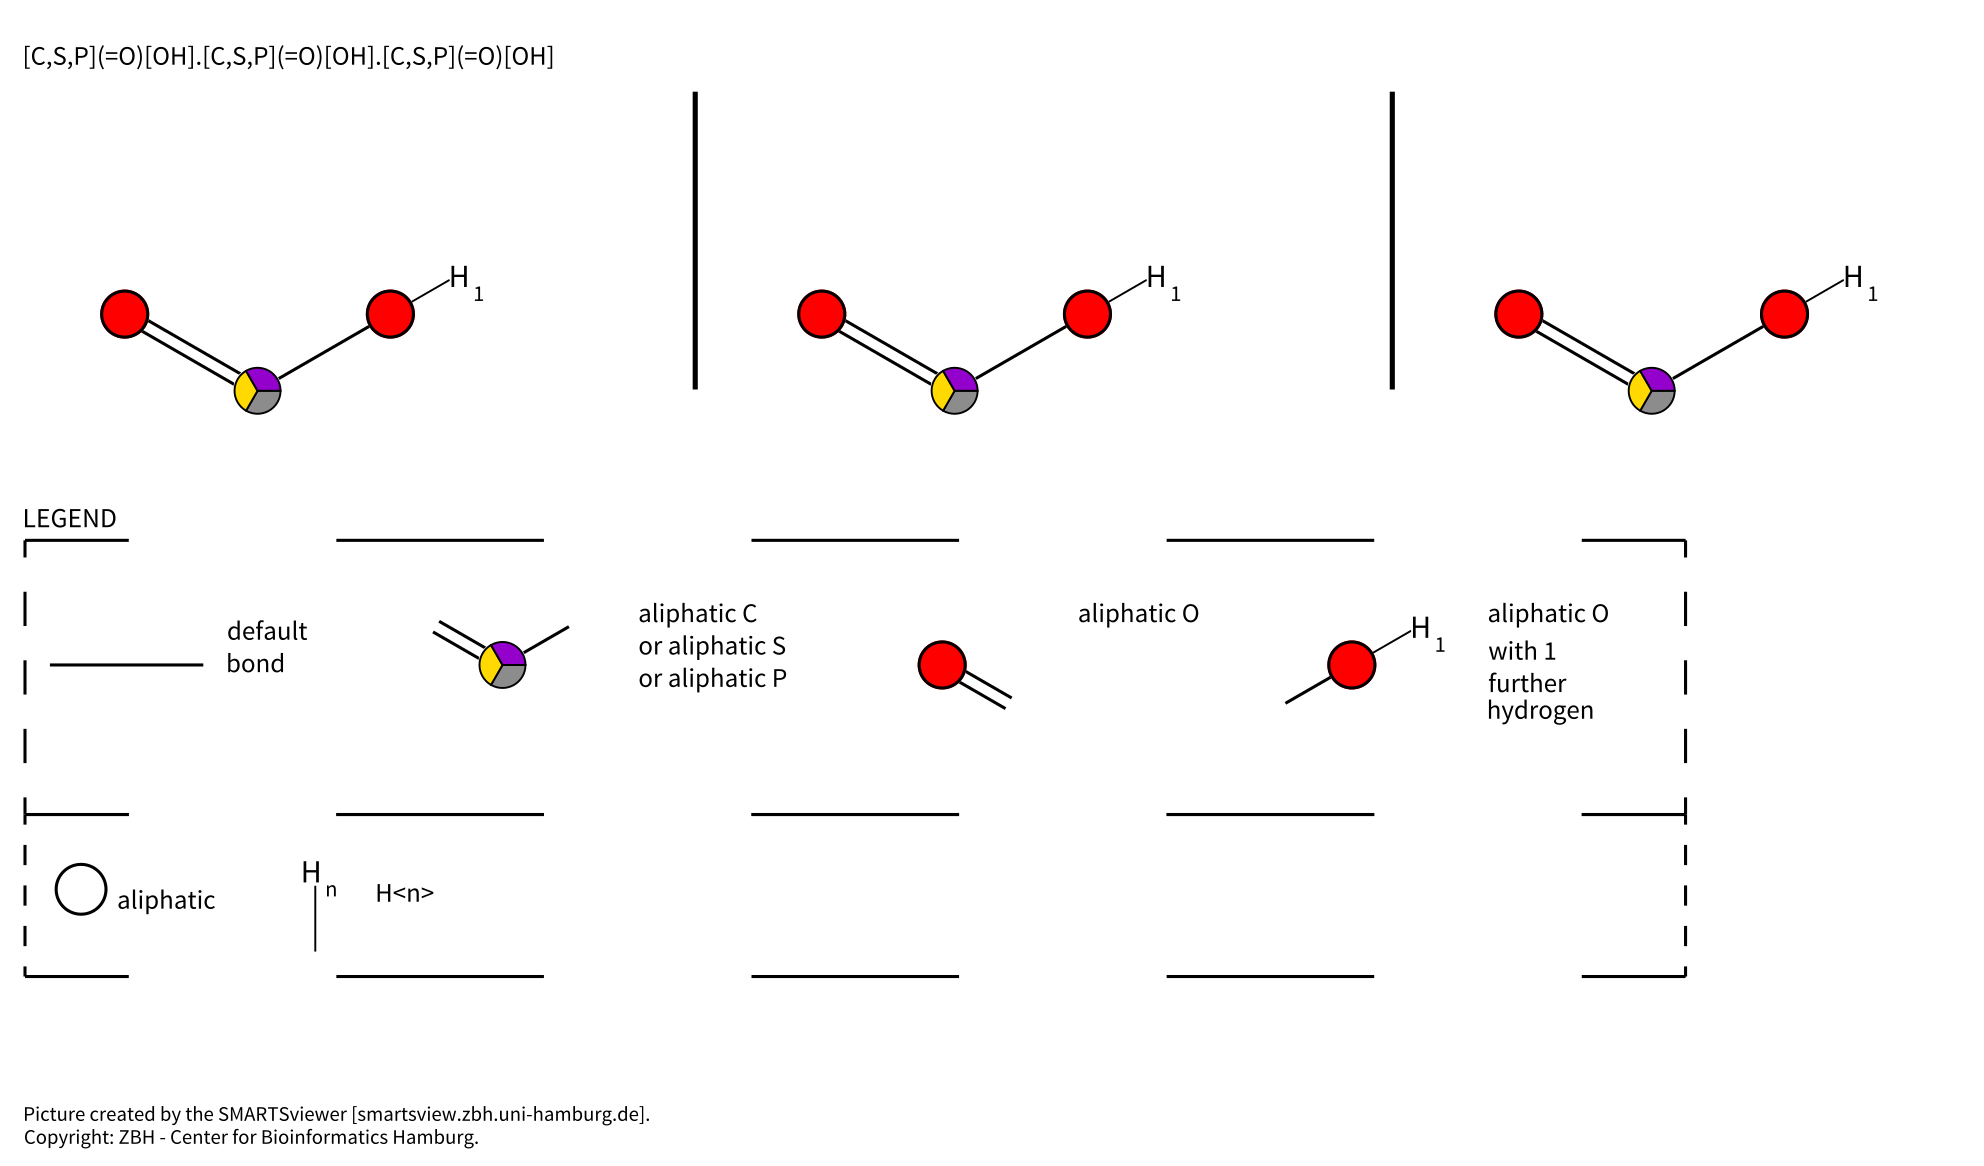 [C,S,P](=O)[OH].[C,S,P](=O)[OH].[C,S,P](=O)[OH]
H 1
H 1
H 1
LEGEND
default
bond
aliphatic C
or aliphatic S
or aliphatic P
aliphatic O
H 1
aliphatic O
with 1
further
hydrogen
aliphatic
H n
H<n>
Picture created by the SMARTSviewer [smartsview.zbh.uni-hamburg.de].
Copyright: ZBH - Center for Bioinformatics Hamburg.